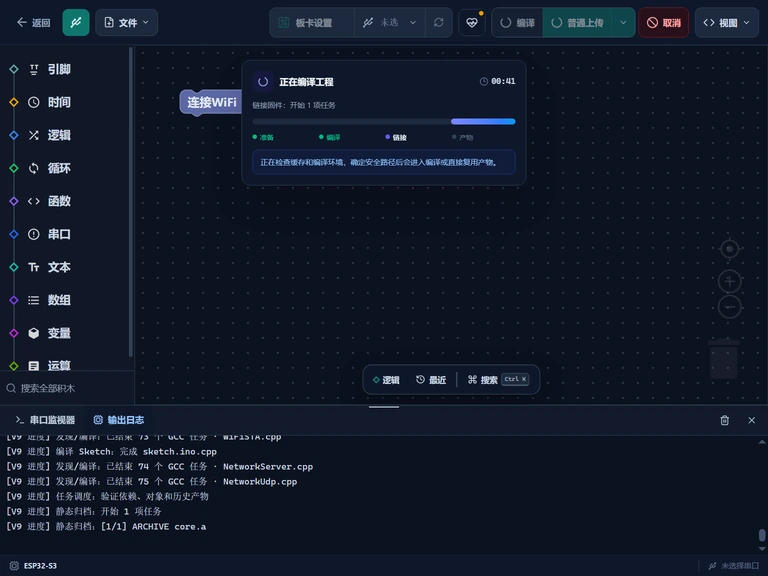 返回
文件
板卡设置
未选
编译
普通上传
取消
视图
引脚
时间
逻辑
循环
函数
串口
文本
数组
变量
运算
搜索全部积木
连接WiFi
正在编译工程
00:41
链接固件：开始 1 项任务
准备
编译
链接
产物
正在检查缓存和编译环境，确定安全路径后会进入编译或直接复用产物。
逻辑
最近
搜索
Ctrl K
串口监视器
输出日志
[V9 进度] 发现/编译：已结束 73 个 GCC 任务 · WiFiSTA.cpp
[V9 进度] 编译 Sketch：完成 sketch.ino.cpp
[V9 进度] 发现/编译：已结束 74 个 GCC 任务 · NetworkServer.cpp
[V9 进度] 发现/编译：已结束 75 个 GCC 任务 · NetworkUdp.cpp
[V9 进度] 任务调度：验证依赖、对象和历史产物
[V9 进度] 静态归档：开始 1 项任务
[V9 进度] 静态归档：[1/1] ARCHIVE core.a
ESP32-S3
未选择串口